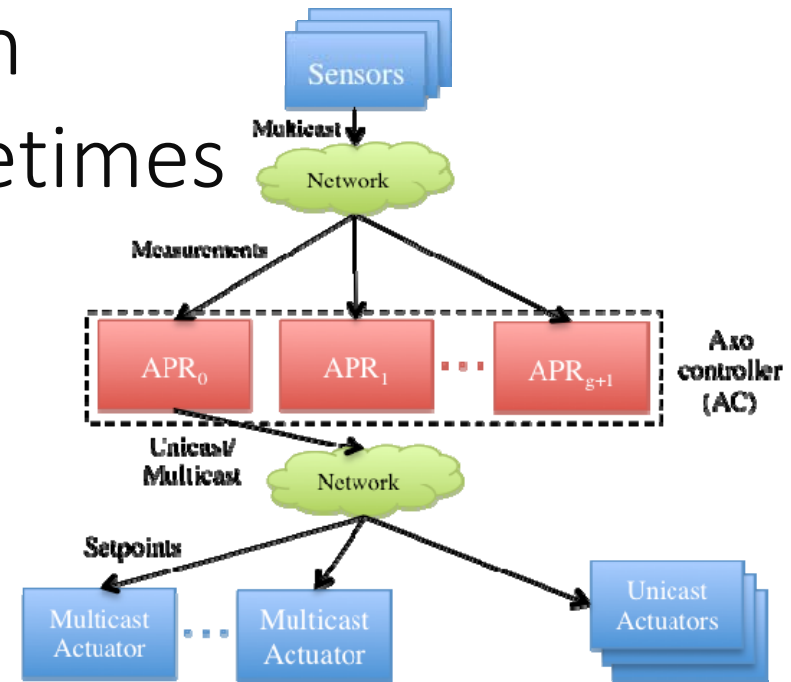 n
etimes
Sensors
Multicast
Network
Measurements
APR0
APR1
APRg+1
Axo
controller
(AC)
Unicast/
Multicast
Network
Setpoints
Multicast
Actuator
Multicast
Actuator
Unicast
Actuators